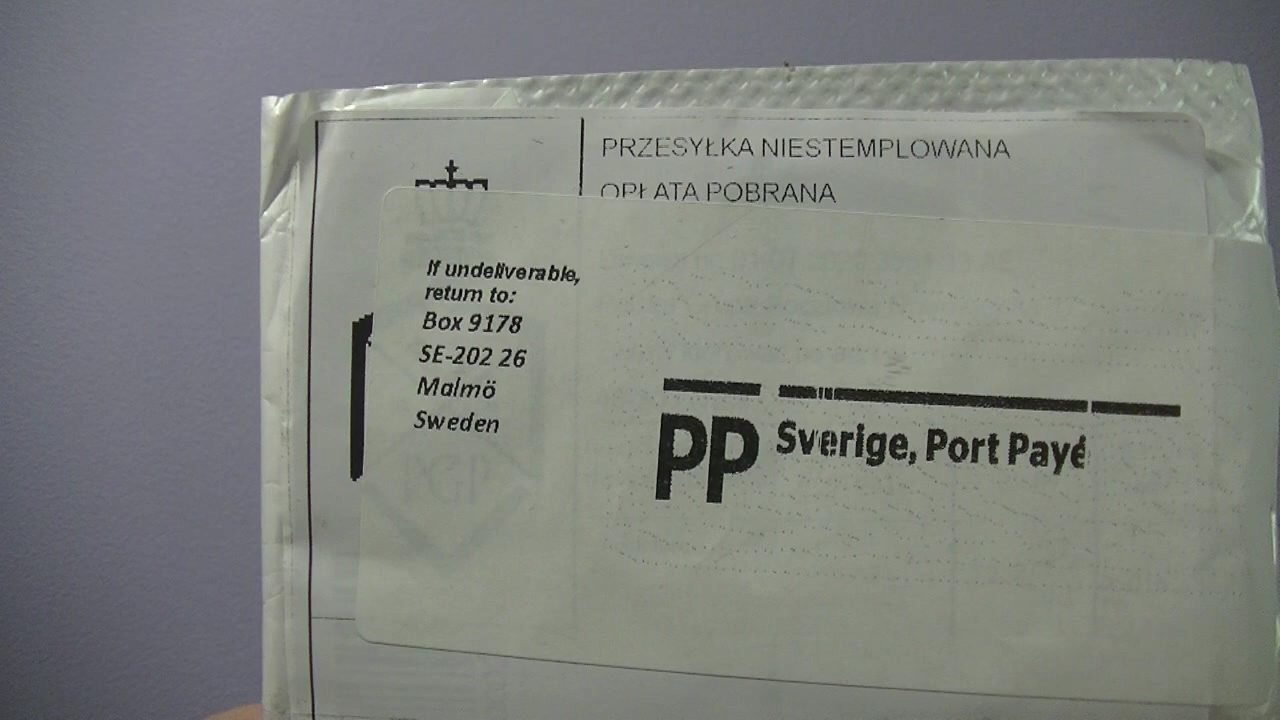 PRZESYŁKA NIESTEMPLOWANA
OPŁATA POBRANA
If undeliverable,
return to:
Box 9178
SE-202 26
Malmö
Sweden
PP Sverige, Port Payé